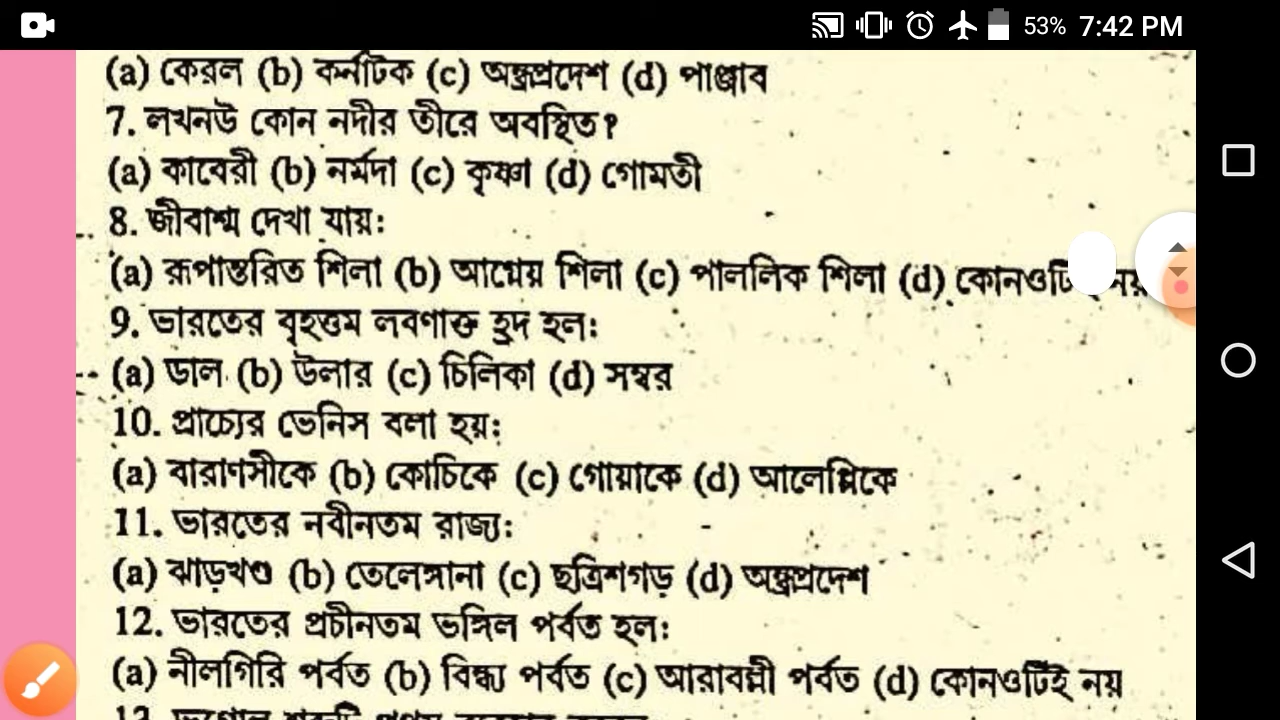 53% 7:42 PM
(a) কেরল (b) কর্নাটক (c) অন্ধ্রপ্রদেশ (d) পাঞ্জাব
7. লখনউ কোন নদীর তীরে অবস্থিত?
(a) কাবেরী (b) নর্মদা (c) কৃষ্ণা (d) গোমতী
8. জীবাশ্ম দেখা যায়ঃ
(a) রূপান্তরিত শিলা (b) আগ্নেয় শিলা (c) পাললিক শিলা (d) নয়
9. ভারতের বৃহত্তম লবণাক্ত হ্রদ হলঃ
(a) ডাল (b) উলার (c) চিলিকা (d) সম্বর
10. প্রাচ্যের ভেনিস বলা হয়ঃ
(a) বারাণসীকে (b) কোচিকে (c) গোয়াকে (d) আলেপ্পিকে
11. ভারতের নবীনতম রাজ্যঃ
(a) ঝাড়খণ্ড (b) তেলেঙ্গানা (c) ছত্রিশগড় (d) অন্ধ্রপ্রদেশ
12. ভারতের প্রচীনতম ভঙ্গিল পর্বত হলঃ
(a) নীলগিরি পর্বত (b) বিন্ধ্য পর্বত (c) আরাবল্লী পর্বত (d) কোনওটিই নয়